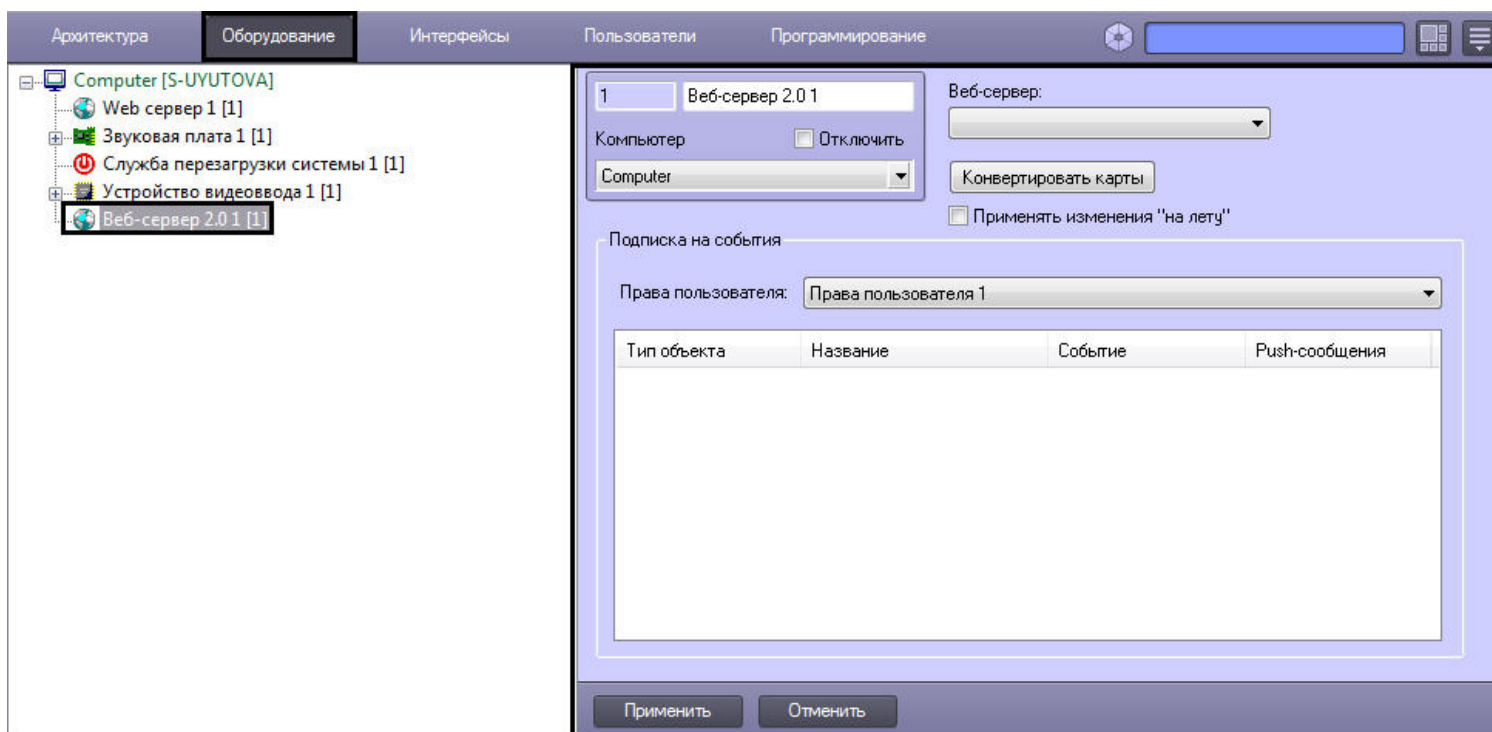 Архитектура Оборудование Интерфейсы Пользователи Программирование
Computer [S-UYUTOVA]
Web сервер 1 [1]
Звуковая плата 1 [1]
Служба перезагрузки системы 1 [1]
Устройство видеоввода 1 [1]
Веб-сервер 2.0 1 [1]
1 Веб-сервер 2.0 1
Компьютер Отключить
Computer
Веб-сервер:
Конвертировать карты
Применять изменения "на лету"
Подписка на события
Права пользователя: Права пользователя 1
Тип объекта Название Событие Push-сообщения
Применить Отменить